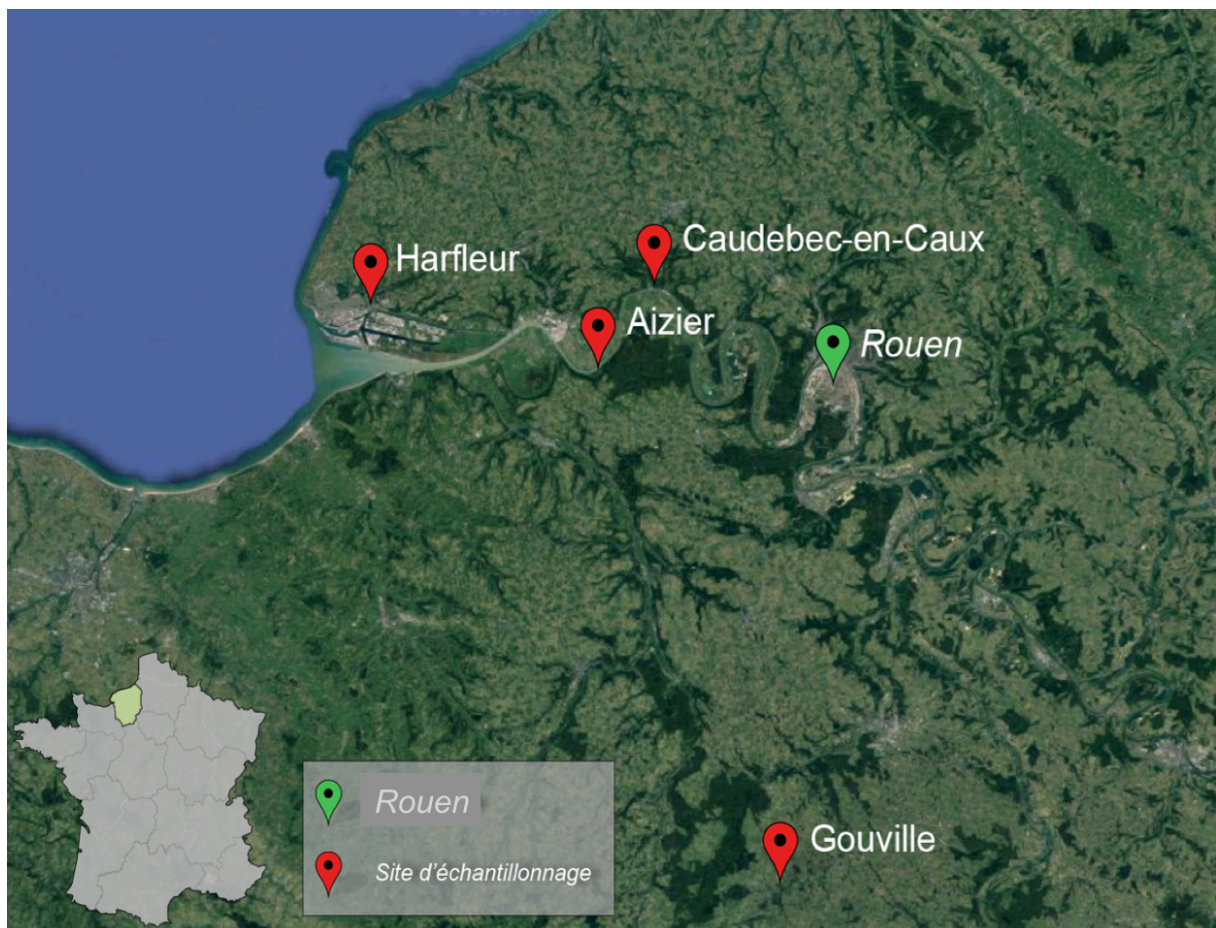 Caudebec-en-Caux
Harfleur
Aizier
Rouen
Gouville
Rouen
Site d'échantillonnage